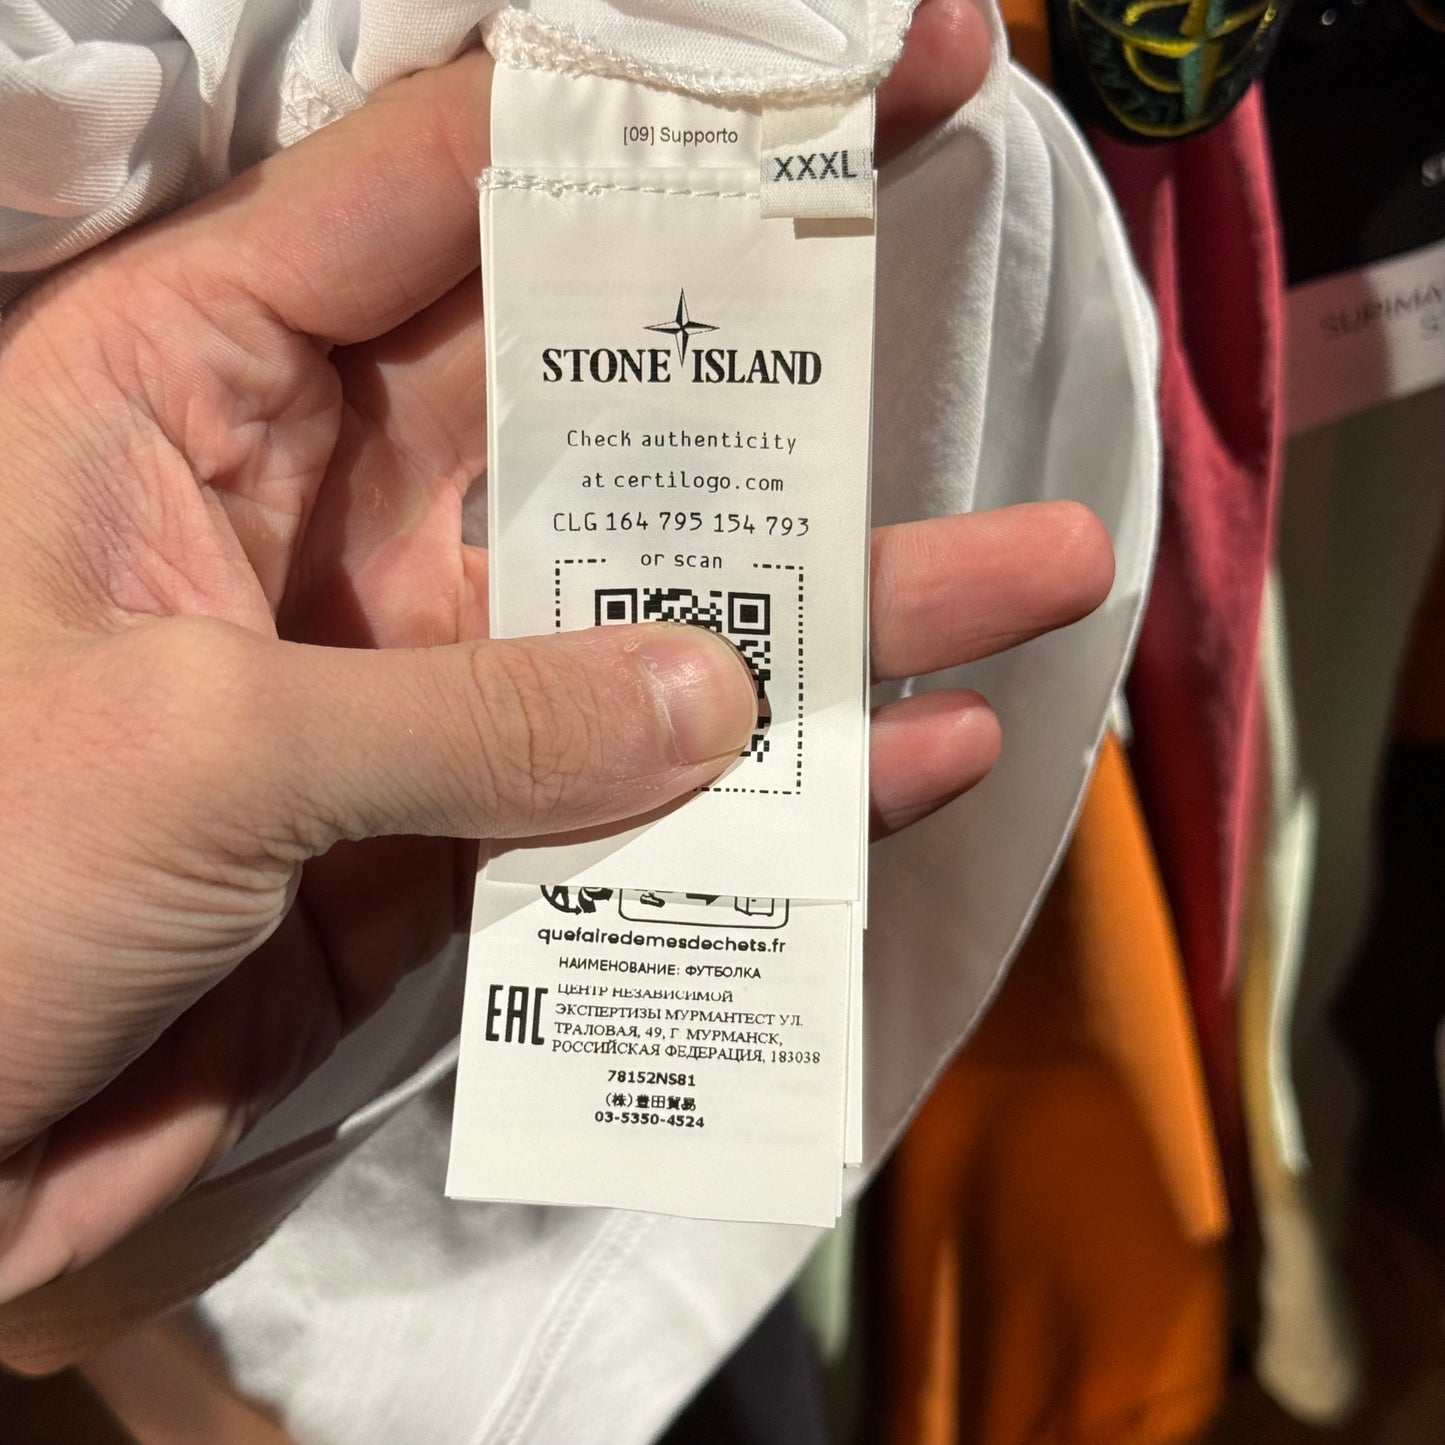 [09] Supporto
XXXL
STONE ISLAND
Check authenticity
at certilogo.com
CLG 164 795 154 793
or scan
quefairedemesdechets.fr
НАИМЕНОВАНИЕ: ФУТБОЛКА
EAC
ЦЕНТР НЕЗАВИСИМОЙ
ЭКСПЕРТИЗЫ МУРМАНТЕСТ УЛ.
ТРАЛОВАЯ, 49, Г МУРМАНСК,
РОССИЙСКАЯ ФЕДЕРАЦИЯ, 183038
78152NS81
(株)豊田貿易
03-5350-4524